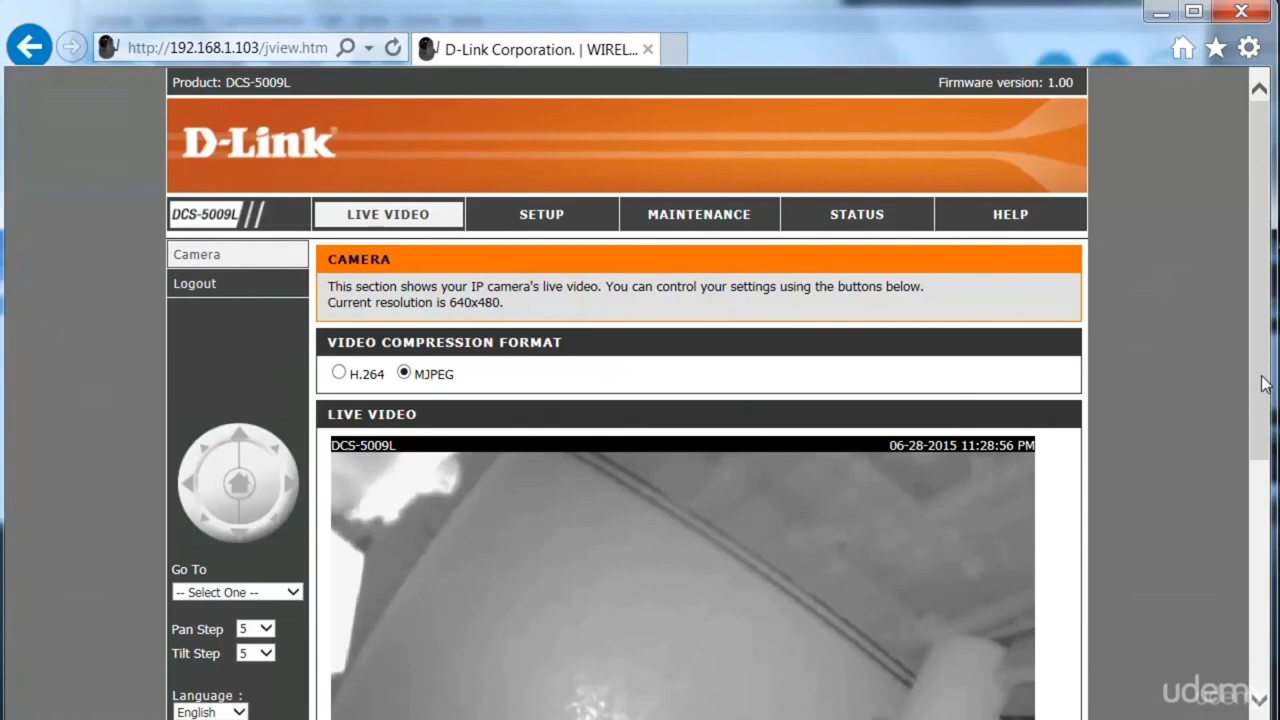 http://192.168.1.103/jview.htm
D-Link Corporation. | WIREL...
Product: DCS-5009L
Firmware version: 1.00
D-Link
DCS-5009L
LIVE VIDEO
SETUP
MAINTENANCE
STATUS
HELP
Camera
Logout
CAMERA
This section shows your IP camera's live video. You can control your settings using the buttons below.
Current resolution is 640x480.
VIDEO COMPRESSION FORMAT
H.264 MJPEG
LIVE VIDEO
DCS-5009L
06-28-2015 11:28:56 PM
Go To
-- Select One --
Pan Step 5
Tilt Step 5
Language :
English
udemy